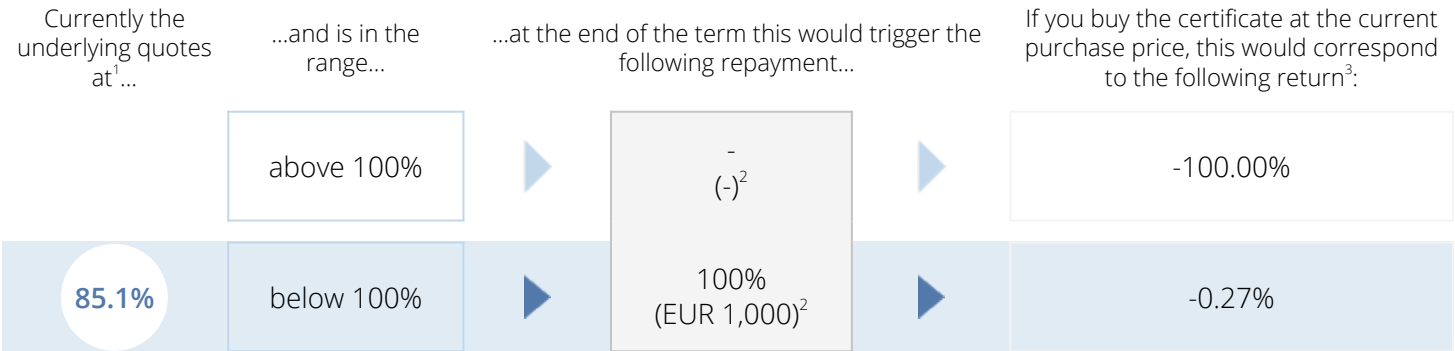 Currently the
underlying quotes
at¹...
...and is in the
range...
...at the end of the term this would trigger the
following repayment...
If you buy the certificate at the current
purchase price, this would correspond
to the following return³:
above 100%
-
(-)²
-100.00%
85.1%
below 100%
100%
(EUR 1,000)²
-0.27%